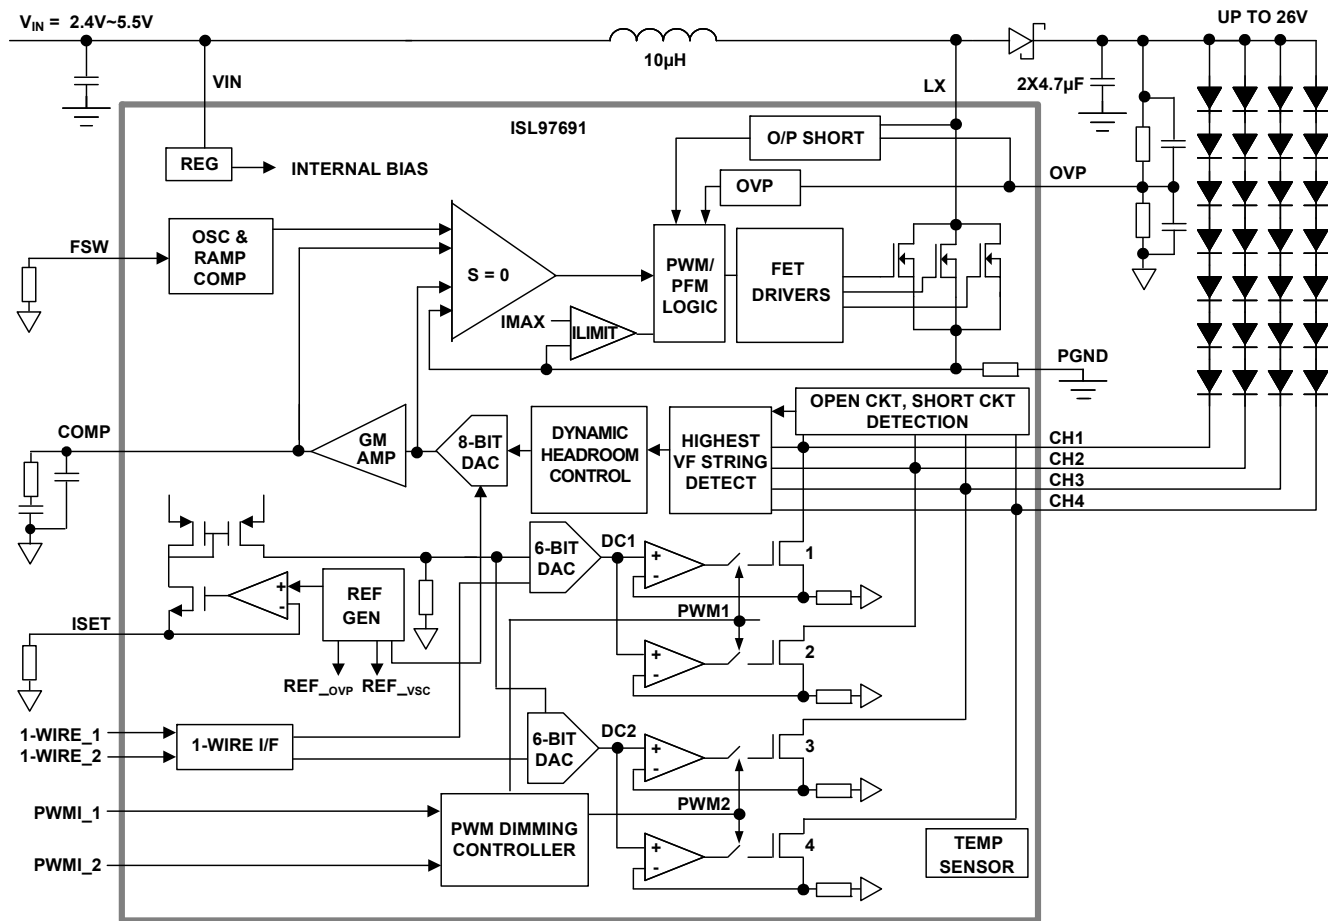 V_IN = 2.4V~5.5V
UP TO 26V
10µH
VIN
LX
2X4.7µF
ISL97691
O/P SHORT
REG
INTERNAL BIAS
OVP
OVP
FSW
OSC &
RAMP
COMP
Σ = 0
PWM/
PFM
LOGIC
FET
DRIVERS
IMAX
ILIMIT
PGND
OPEN CKT, SHORT CKT
DETECTION
COMP
GM
AMP
8-BIT
DAC
DYNAMIC
HEADROOM
CONTROL
HIGHEST
VF STRING
DETECT
CH1
CH2
CH3
CH4
6-BIT
DAC
DC1
+
-
1
REF
GEN
+
-
ISET
PWM1
+
-
2
REF_OVP
REF_VSC
1-WIRE_1
1-WIRE_2
1-WIRE I/F
6-BIT
DAC
DC2
+
-
3
PWMI_1
PWMI_2
PWM DIMMING
CONTROLLER
PWM2
+
-
4
TEMP
SENSOR